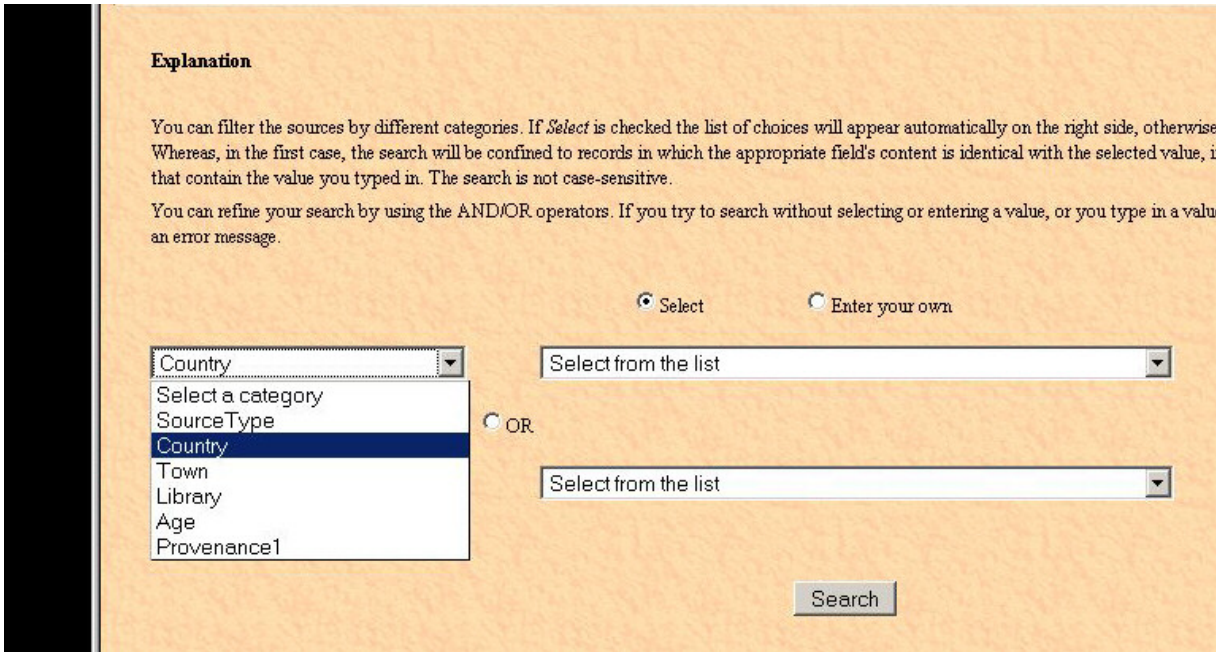 Explanation
You can filter the sources by different categories. If Select is checked the list of choices will appear automatically on the right side, otherwise
Whereas, in the first case, the search will be confined to records in which the appropriate field's content is identical with the selected value, i
that contain the value you typed in. The search is not case-sensitive.
You can refine your search by using the AND/OR operators. If you try to search without selecting or entering a value, or you type in a valu
an error message.
Select Enter your own
Country Select from the list
Select a category
SourceType
OR
Country
Town
Select from the list
Library
Age
Provenance1
Search